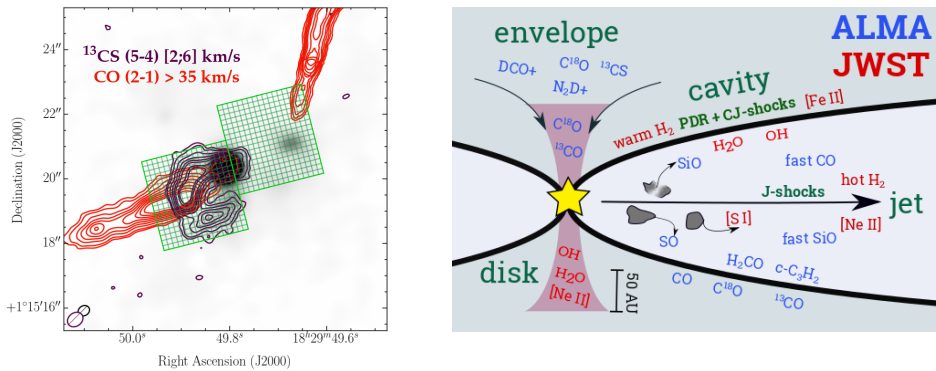 ¹³CS (5-4) [2;6] km/s
CO (2-1) > 35 km/s
24″
22″
20″
18″
+1°15′16″
50.0ˢ
49.8ˢ
18ʰ29ᵐ49.6ˢ
Declination (J2000)
Right Ascension (J2000)
ALMA
JWST
envelope
DCO+
C¹⁸O
¹³CS
N₂D+
C¹⁸O
¹³CO
cavity
warm H₂
PDR + CJ-shocks
[Fe II]
H₂O
OH
SiO
fast CO
J-shocks
hot H₂
jet
[S I]
[Ne II]
SO
fast SiO
disk
OH
H₂O
[Ne II]
50 AU
CO
H₂CO
c-C₃H₂
C¹⁸O
¹³CO